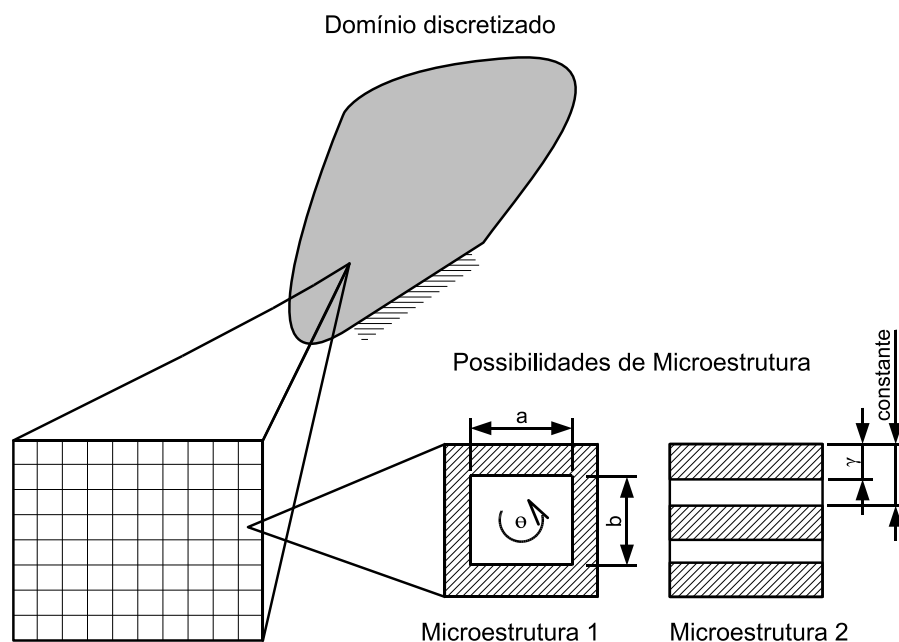 Domínio discretizado
Possibilidades de Microestrutura
constante
a
b
θ
γ
Microestrutura 1
Microestrutura 2